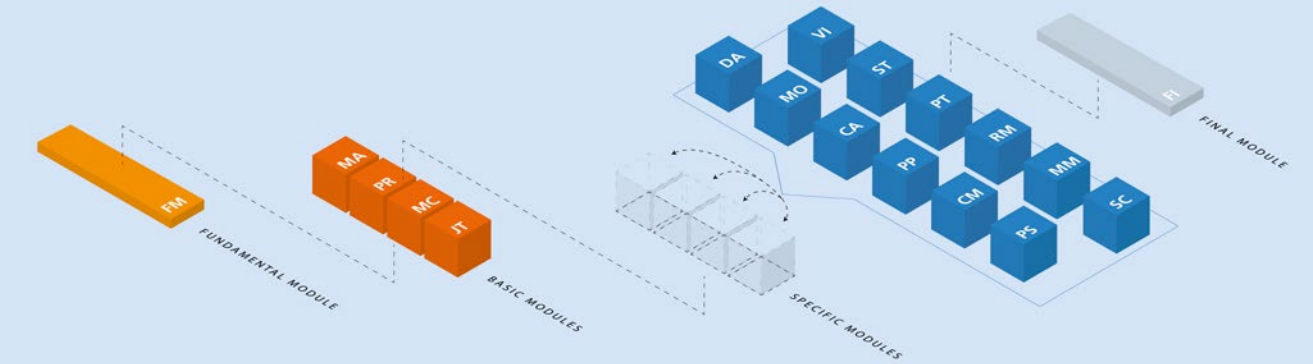 FM
FUNDAMENTAL MODULE
MA
PR
MC
JT
BASIC MODULES
SPECIFIC MODULES
DA
MO
CA
PP
CM
PS
VI
ST
PT
RM
MM
SC
FI
FINAL MODULE